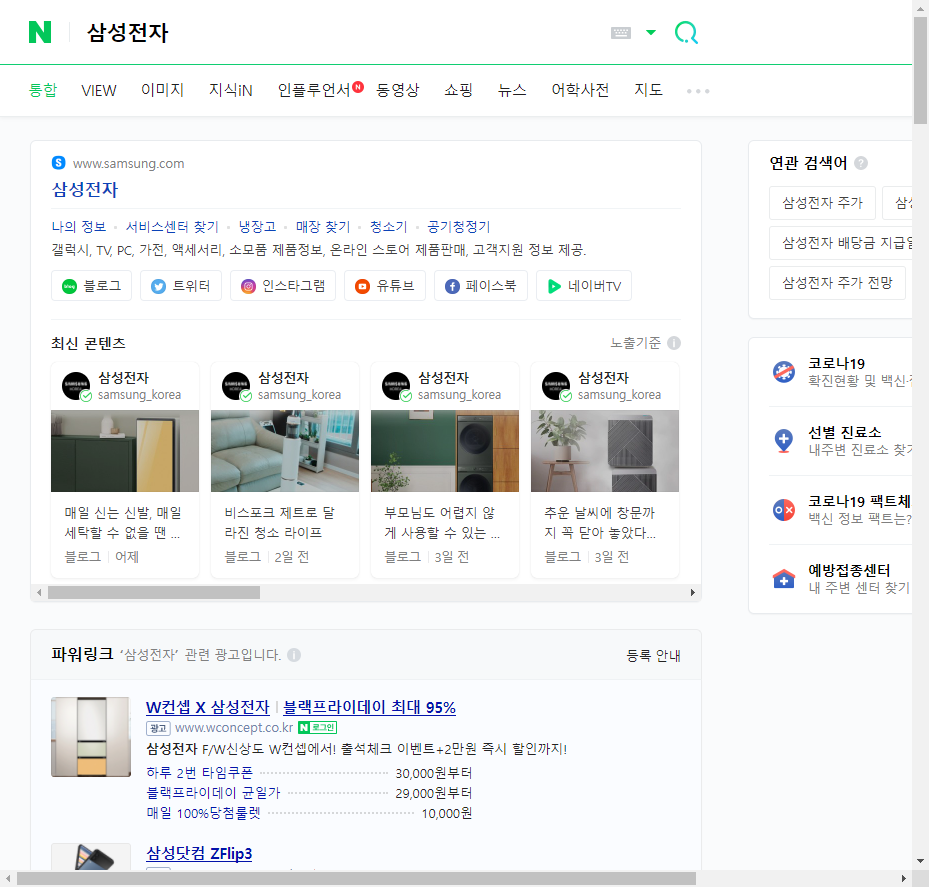 N 삼성전자
통합 VIEW 이미지 지식iN 인플루언서 N 동영상 쇼핑 뉴스 어학사전 지도
S www.samsung.com
삼성전자
나의 정보 · 서비스센터 찾기 · 냉장고 · 매장 찾기 · 청소기 · 공기청정기
갤럭시, TV, PC, 가전, 액세서리, 소모품 제품정보, 온라인 스토어 제품판매, 고객지원 정보 제공.
블로그 트위터 인스타그램 유튜브 페이스북 네이버TV
최신 콘텐츠 노출기준
삼성전자
samsung_korea
매일 신는 신발, 매일
세탁할 수 없을 땐 ...
블로그 어제
삼성전자
samsung_korea
비스포크 제트로 달
라진 청소 라이프
블로그 2일 전
삼성전자
samsung_korea
부모님도 어렵지 않
게 사용할 수 있는 ...
블로그 3일 전
삼성전자
samsung_korea
추운 날씨에 창문까
지 꼭 닫아 놓았다...
블로그 3일 전
파워링크 '삼성전자' 관련 광고입니다. 등록 안내
W컨셉 X 삼성전자 블랙프라이데이 최대 95%
광고 www.wconcept.co.kr N 로그인
삼성전자 F/W신상도 W컨셉에서! 출석체크 이벤트+2만원 즉시 할인까지!
하루 2번 타임쿠폰 30,000원부터
블랙프라이데이 균일가 29,000원부터
매일 100%당첨룰렛 10,000원
삼성닷컴 ZFlip3
연관 검색어 ?
삼성전자 주가
삼성전자 배당금 지급일
삼성전자 주가 전망
코로나19
확진현황 및 백신·
선별 진료소
내주변 진료소 찾기
코로나19 팩트체
백신 정보 팩트는?
예방접종센터
내 주변 센터 찾기